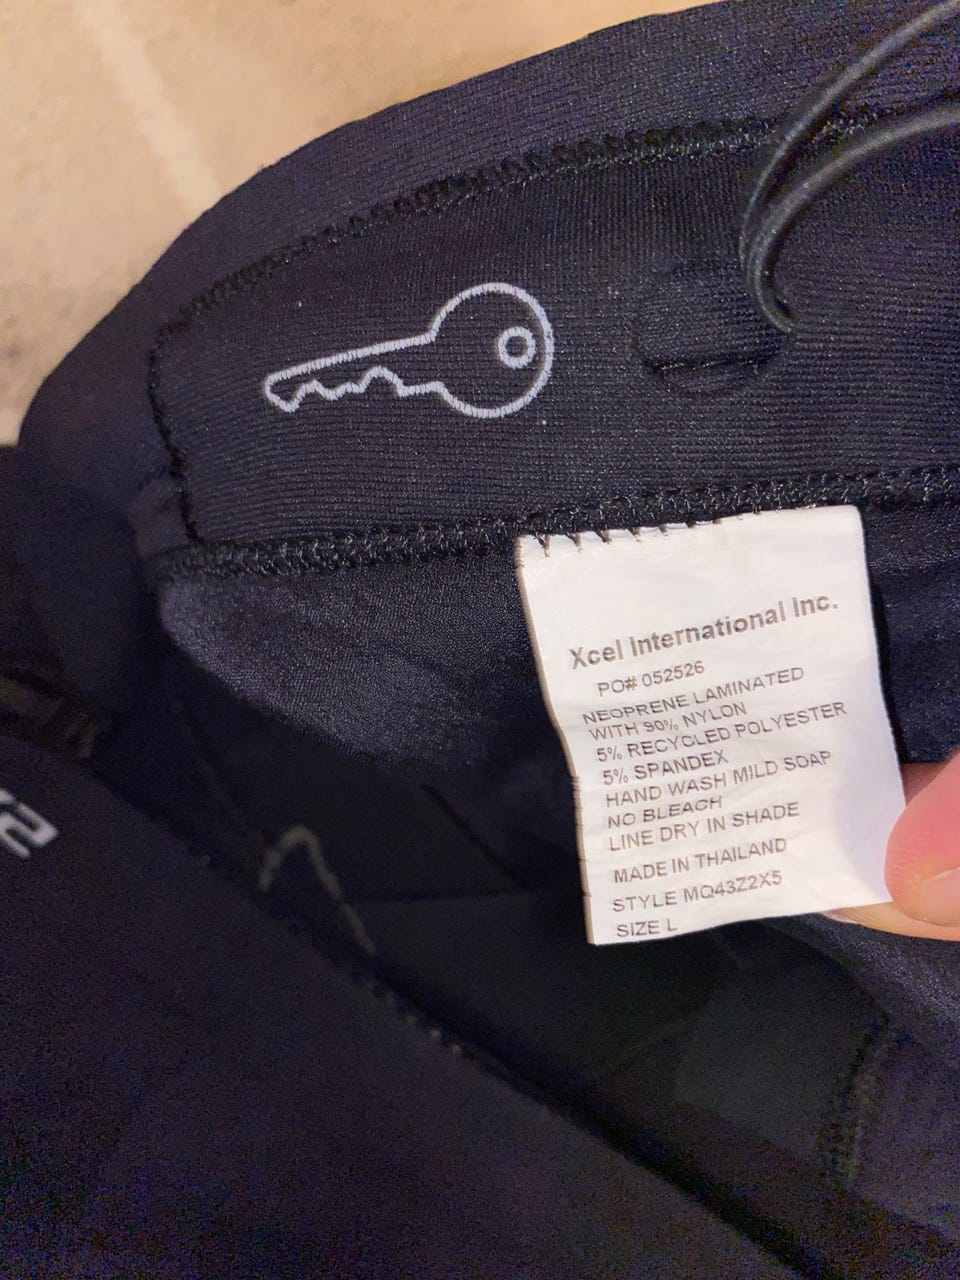 Xcel International Inc.
PO# 052526
NEOPRENE LAMINATED
WITH 90% NYLON
5% RECYCLED POLYESTER
5% SPANDEX
HAND WASH MILD SOAP
NO BLEACH
LINE DRY IN SHADE
MADE IN THAILAND
STYLE MQ43Z2X5
SIZE L